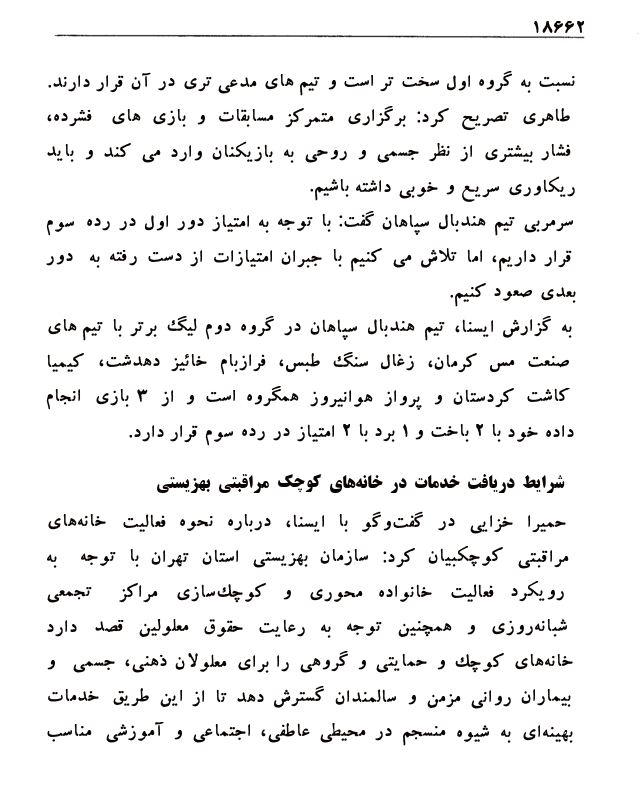 ۱۸۶۶۲
نسبت به گروه اول سخت تر است و تیم های مدعی تری در آن قرار دارند.
طاهری تصریح کرد: برگزاری متمرکز مسابقات و بازی های فشرده،
فشار بیشتری از نظر جسمی و روحی به بازیکنان وارد می کند و باید
ریکاوری سریع و خوبی داشته باشیم.
سرمربی تیم هندبال سپاهان گفت: با توجه به امتیاز دور اول در رده سوم
قرار داریم، اما تلاش می کنیم با جبران امتیازات از دست رفته به دور
بعدی صعود کنیم.
به گزارش ایسنا، تیم هندبال سپاهان در گروه دوم لیگ برتر با تیم های
صنعت مس کرمان، زغال سنگ طبس، فرازبام خائیز دهدشت، کیمیا
کاشت کردستان و پرواز هوانیروز همگروه است و از ۳ بازی انجام
داده خود با ۲ باخت و ۱ برد با ۲ امتیاز در رده سوم قرار دارد.
شرایط دریافت خدمات در خانه‌های کوچک مراقبتی بهزیستی
حمیرا خزایی در گفت‌وگو با ایسنا، درباره نحوه فعالیت خانه‌های
مراقبتی کوچکبیان کرد: سازمان بهزیستی استان تهران با توجه به
رویکرد فعالیت خانواده محوری و کوچک‌سازی مراکز تجمعی
شبانه‌روزی و همچنین توجه به رعایت حقوق معلولین قصد دارد
خانه‌های کوچک و حمایتی و گروهی را برای معلولان ذهنی، جسمی و
بیماران روانی مزمن و سالمندان گسترش دهد تا از این طریق خدمات
بهینه‌ای به شیوه منسجم در محیطی عاطفی، اجتماعی و آموزشی مناسب